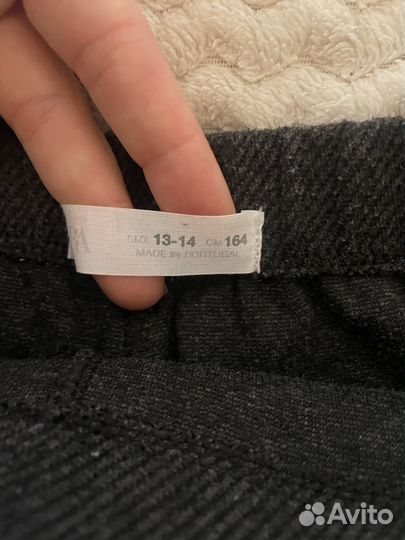 SIZE 13-14 CM 164
MADE IN PORTUGAL
Avito